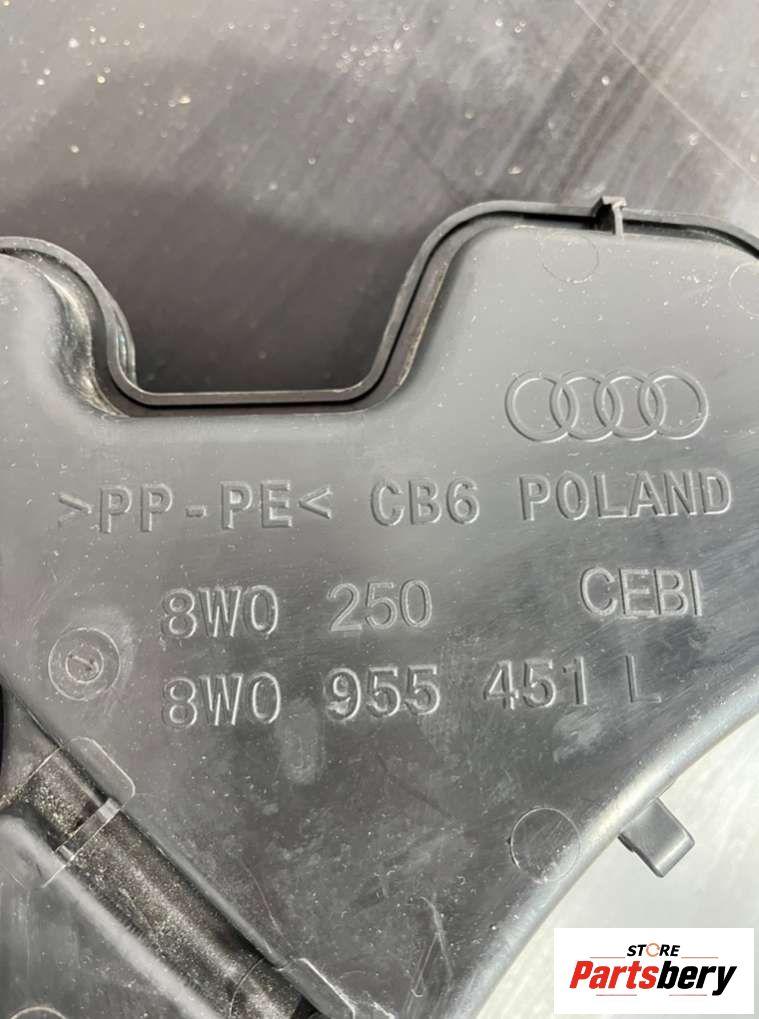 >PP-PE< CB6 POLAND
8W0 250 CEBI
8W0 955 451 L
STORE
Partsbery